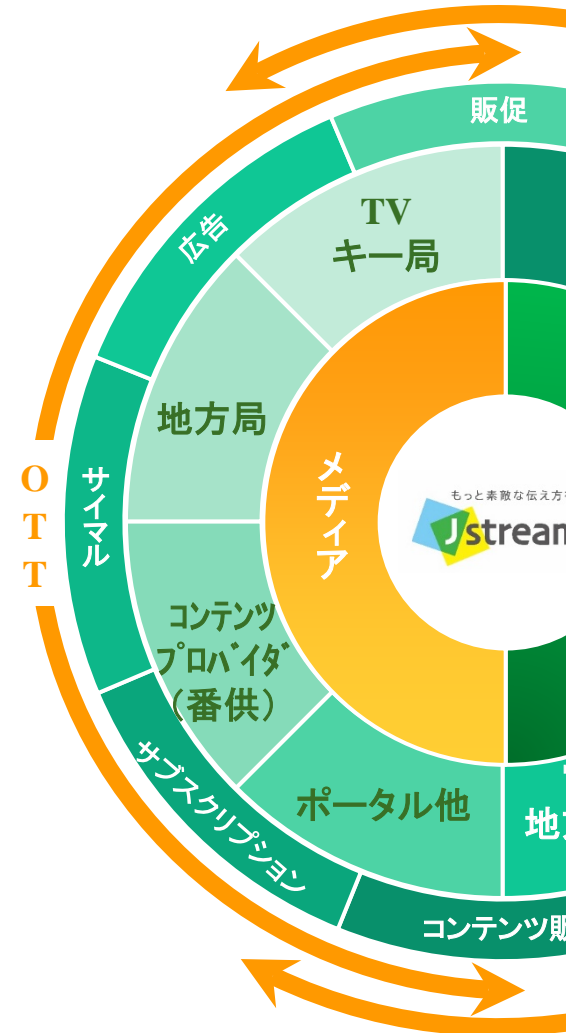 販促
広告
TV
キー局
地方局
サイマル
OTT
メディア
もっと素敵な伝え方
Jstream
コンテンツ
プロバイダ
（番供）
サブスクリプション
ポータル他
地
コンテンツ販